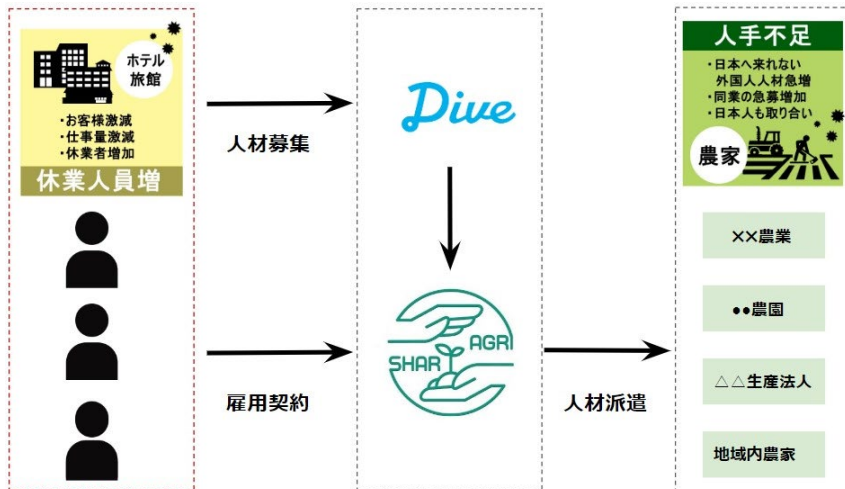 ホテル
旅館
・お客様激減
・仕事量激減
・休業者増加
休業人員増
人材募集
雇用契約
Dive
SHAR AGRI
人材派遣
人手不足
・日本へ来れない
外国人人材急増
・同業の急募増加
・日本人も取り合い
農家
××農業
●●農園
△△生産法人
地域内農家